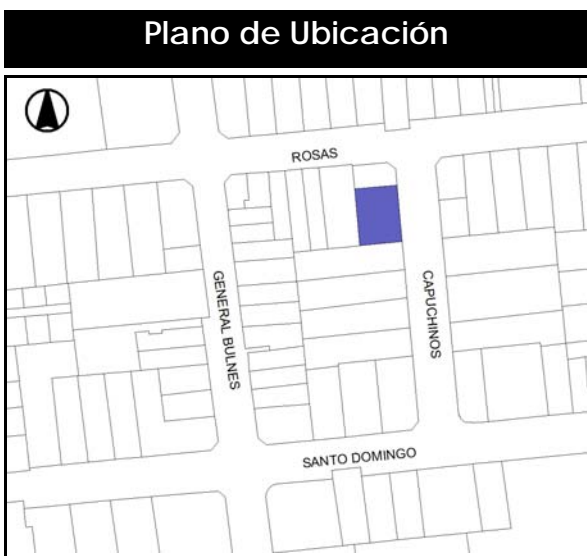 Plano de Ubicación
ROSAS
GENERAL BULNES
CAPUCHINOS
SANTO DOMINGO